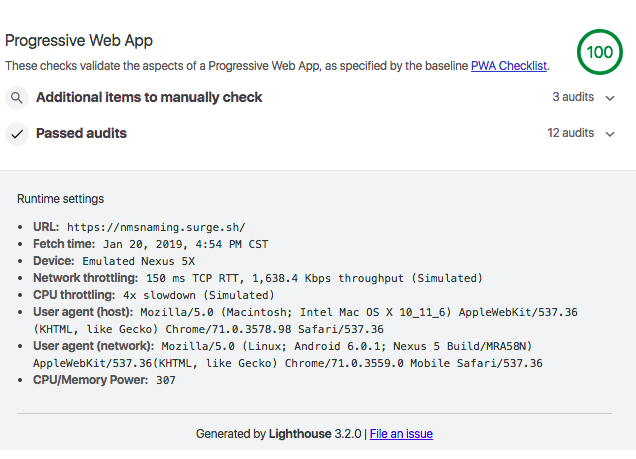 Progressive Web App
100
These checks validate the aspects of a Progressive Web App, as specified by the baseline PWA Checklist.
Additional items to manually check 3 audits
Passed audits 12 audits
Runtime settings
• URL: https://nmsnaming.surge.sh/
• Fetch time: Jan 20, 2019, 4:54 PM CST
• Device: Emulated Nexus 5X
• Network throttling: 150 ms TCP RTT, 1,638.4 Kbps throughput (Simulated)
• CPU throttling: 4x slowdown (Simulated)
• User agent (host): Mozilla/5.0 (Macintosh; Intel Mac OS X 10_11_6) AppleWebKit/537.36
(KHTML, like Gecko) Chrome/71.0.3578.98 Safari/537.36
• User agent (network): Mozilla/5.0 (Linux; Android 6.0.1; Nexus 5 Build/MRA58N)
AppleWebKit/537.36(KHTML, like Gecko) Chrome/71.0.3559.0 Mobile Safari/537.36
• CPU/Memory Power: 307
Generated by Lighthouse 3.2.0 | File an issue